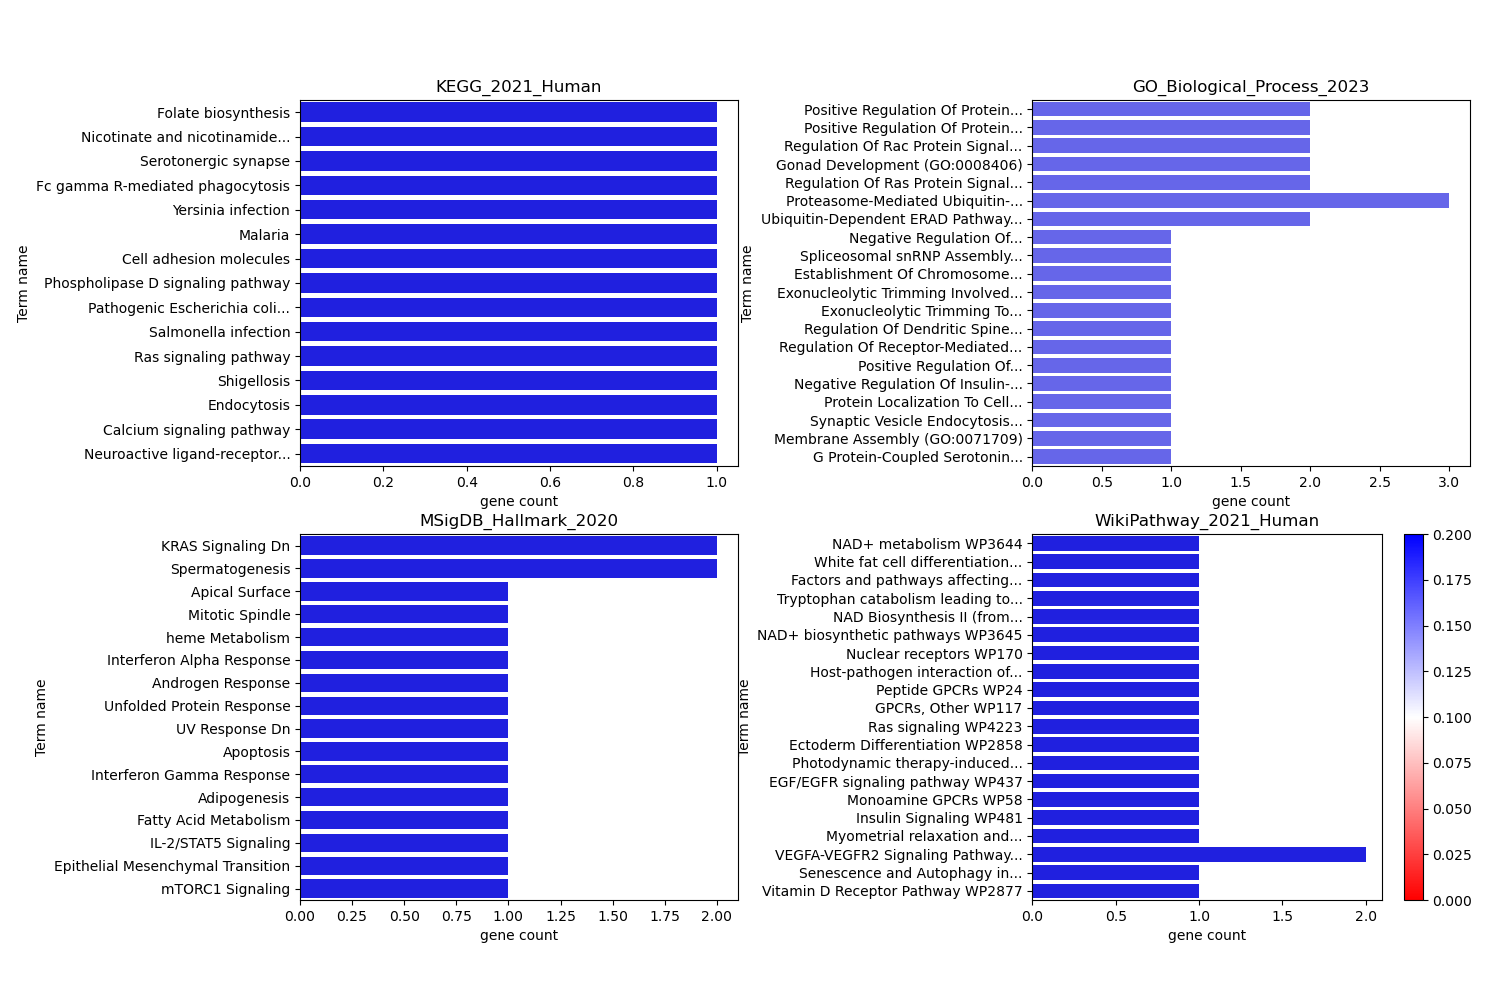 KEGG_2021_Human
Term name
Folate biosynthesis
Nicotinate and nicotinamide...
Serotonergic synapse
Fc gamma R-mediated phagocytosis
Yersinia infection
Malaria
Cell adhesion molecules
Phospholipase D signaling pathway
Pathogenic Escherichia coli...
Salmonella infection
Ras signaling pathway
Shigellosis
Endocytosis
Calcium signaling pathway
Neuroactive ligand-receptor...
0.0 0.2 0.4 0.6 0.8 1.0
gene count
GO_Biological_Process_2023
Term name
Positive Regulation Of Protein...
Positive Regulation Of Protein...
Regulation Of Rac Protein Signal...
Gonad Development (GO:0008406)
Regulation Of Ras Protein Signal...
Proteasome-Mediated Ubiquitin-...
Ubiquitin-Dependent ERAD Pathway...
Negative Regulation Of...
Spliceosomal snRNP Assembly...
Establishment Of Chromosome...
Exonucleolytic Trimming Involved...
Exonucleolytic Trimming To...
Regulation Of Dendritic Spine...
Regulation Of Receptor-Mediated...
Positive Regulation Of...
Negative Regulation Of Insulin-...
Protein Localization To Cell...
Synaptic Vesicle Endocytosis...
Membrane Assembly (GO:0071709)
G Protein-Coupled Serotonin...
0.0 0.5 1.0 1.5 2.0 2.5 3.0
gene count
MSigDB_Hallmark_2020
Term name
KRAS Signaling Dn
Spermatogenesis
Apical Surface
Mitotic Spindle
heme Metabolism
Interferon Alpha Response
Androgen Response
Unfolded Protein Response
UV Response Dn
Apoptosis
Interferon Gamma Response
Adipogenesis
Fatty Acid Metabolism
IL-2/STAT5 Signaling
Epithelial Mesenchymal Transition
mTORC1 Signaling
0.00 0.25 0.50 0.75 1.00 1.25 1.50 1.75 2.00
gene count
WikiPathway_2021_Human
Term name
NAD+ metabolism WP3644
White fat cell differentiation...
Factors and pathways affecting...
Tryptophan catabolism leading to...
NAD Biosynthesis II (from...
NAD+ biosynthetic pathways WP3645
Nuclear receptors WP170
Host-pathogen interaction of...
Peptide GPCRs WP24
GPCRs, Other WP117
Ras signaling WP4223
Ectoderm Differentiation WP2858
Photodynamic therapy-induced...
EGF/EGFR signaling pathway WP437
Monoamine GPCRs WP58
Insulin Signaling WP481
Myometrial relaxation and...
VEGFA-VEGFR2 Signaling Pathway...
Senescence and Autophagy in...
Vitamin D Receptor Pathway WP2877
0.0 0.5 1.0 1.5 2.0
gene count
0.200
0.175
0.150
0.125
0.100
0.075
0.050
0.025
0.000